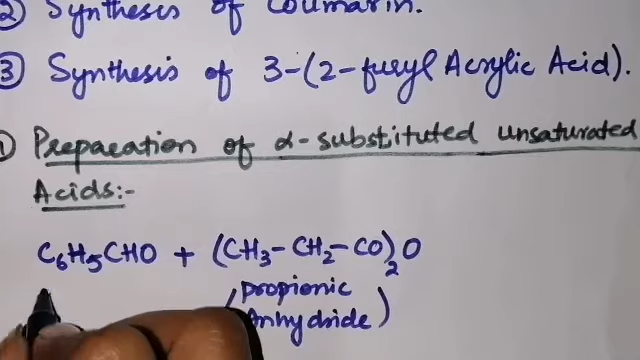 ② Synthesis of Coumarin.
③ Synthesis of 3-(2-furyl Acrylic Acid).
① Preparation of α-substituted unsaturated
Acids:-
C₆H₅CHO + (CH₃-CH₂-CO)₂O
(propionic
Anhydride)